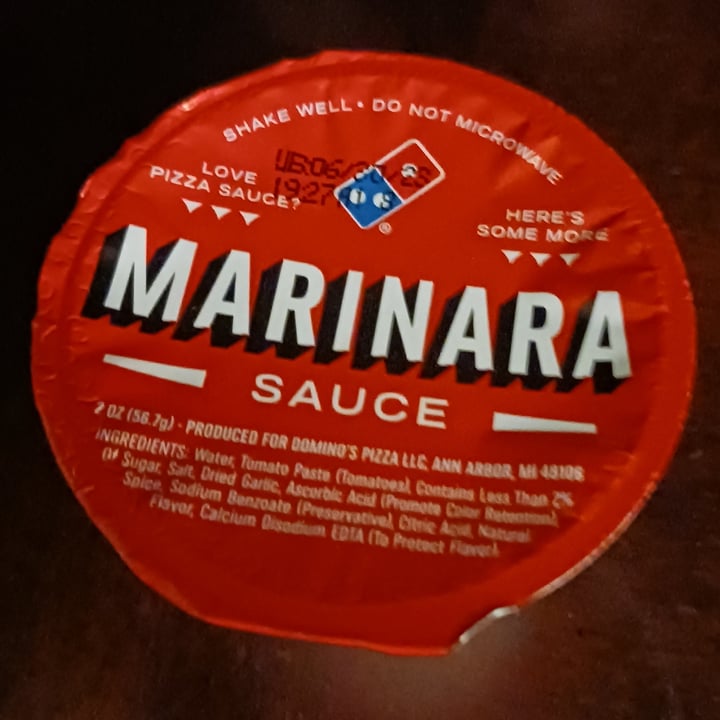 SHAKE WELL • DO NOT MICROWAVE
UB06/30/25
LOVE
PIZZA SAUCE?
HERE'S
SOME MORE
MARINARA
SAUCE
2 OZ (56.7g) - PRODUCED FOR DOMINO'S PIZZA LLC, ANN ARBOR, MI 48106
INGREDIENTS: Water, Tomato Paste (Tomatoes), Contains Less Than 2%
Of Sugar, Salt, Dried Garlic, Ascorbic Acid (Promote Color Retention),
Spice, Sodium Benzoate (Preservative), Citric Acid, Natural
Flavor, Calcium Disodium EDTA (To Protect Flavor).